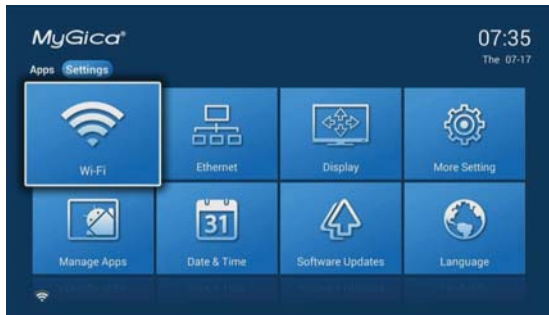 MyGica®
07:35
The 07-17
Apps Settings
Wi-Fi Ethernet Display More Setting
31
Manage Apps Date & Time Software Updates Language